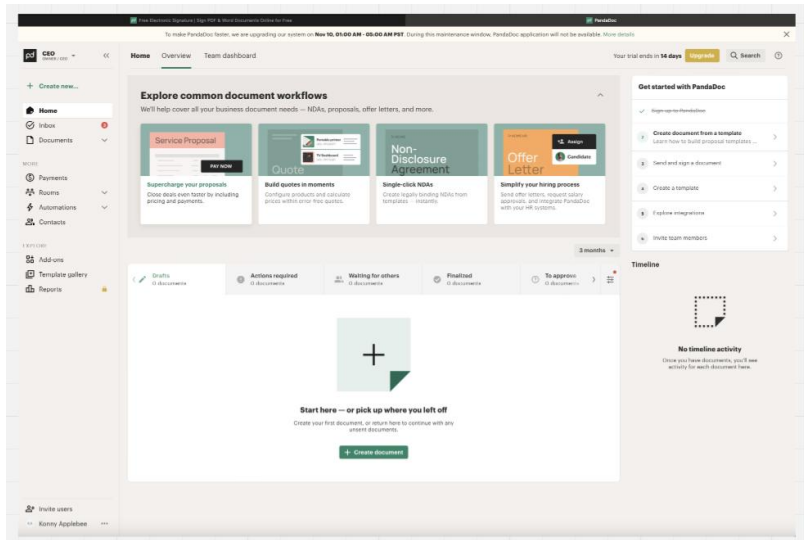 Free Electronic Signature | Sign PDF & Word Documents Online for Free
PandaDoc
To make PandaDoc faster, we are upgrading our system on Nov 10, 01:00 AM - 05:00 AM PST. During this maintenance window, PandaDoc application will not be available. More details
pd
CEO
Home
Overview
Team dashboard
Your trial ends in 14 days
Upgrade
Search
+ Create new...
Home
Inbox
Documents
MORE
Payments
Rooms
Automations
Contacts
EXPLORE
Add-ons
Template gallery
Reports
Invite users
Konny Applebee
Explore common document workflows
We'll help cover all your business document needs — NDAs, proposals, offer letters, and more.
Service Proposal
PAY NOW
Supercharge your proposals
Close deals even faster by including
pricing and payments.
Quote
Build quotes in moments
Configure products and calculate
prices within error free quotes.
Non-
Disclosure
Agreement
Single-click NDAs
Create legally binding NDAs from
templates — instantly
Offer
Letter
Assign
Candidate
Simplify your hiring process
Send offer letters, request salary
approvals, and integrate PandaDoc
with your HR systems.
3 months
Drafts
0 documents
Actions required
0 documents
Waiting for others
0 documents
Finalized
0 documents
To approve
0 documents
Start here — or pick up where you left off
Create your first document, or return here to continue with any
unsent documents.
+ Create document
Get started with PandaDoc
Sign up to PandaDoc
Create document from a template
Learn how to build proposal templates ...
Send and sign a document
Create a template
Explore integrations
Invite team members
Timeline
No timeline activity
Once you have documents, you'll see
activity for each document here.